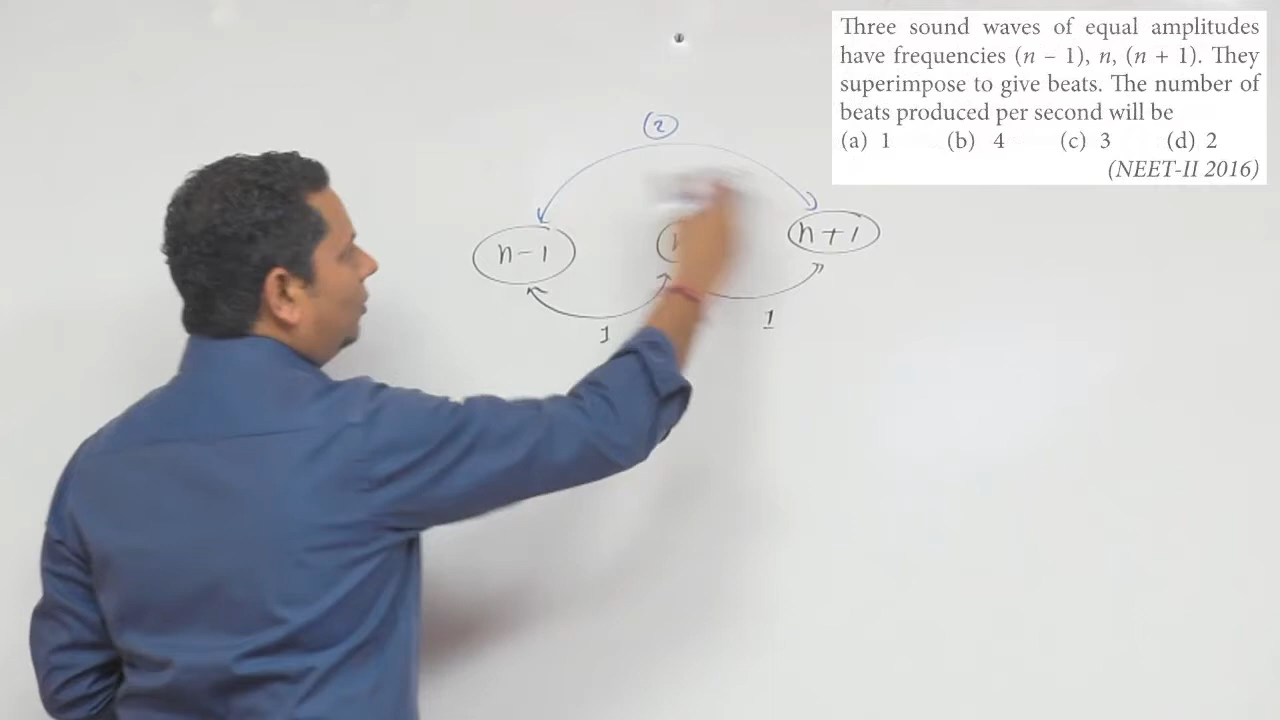 Three sound waves of equal amplitudes
have frequencies (n – 1), n, (n + 1). They
superimpose to give beats. The number of
beats produced per second will be
(a) 1 (b) 4 (c) 3 (d) 2
(NEET-II 2016)
2
n-1 n n+1
1 1